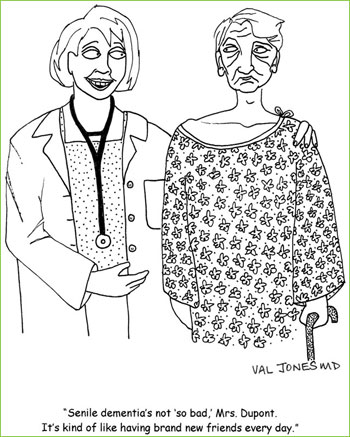 VAL JONES MD
"Senile dementia's not 'so bad,' Mrs. Dupont.
It's kind of like having brand new friends every day."